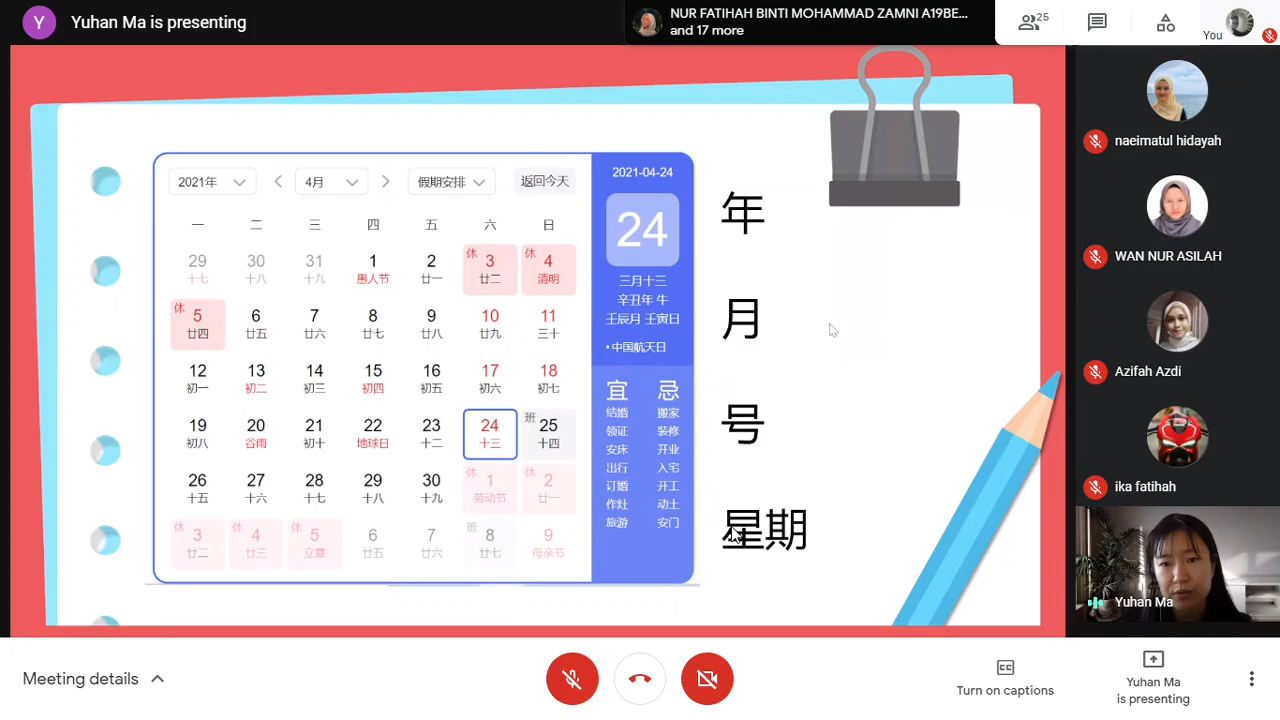 Y
Yuhan Ma is presenting
NUR FATIHAH BINTI MOHAMMAD ZAMNI A19BE...
and 17 more
25
You
2021年
4月
假期安排
返回今天
一 二 三 四 五 六 日
29 30 31 1 2 休 3 休 4
十七 十八 十九 愚人节 廿一 廿二 清明
休 5 6 7 8 9 10 11
廿四 廿五 廿六 廿七 廿八 廿九 三十
12 13 14 15 16 17 18
初一 初二 初三 初四 初五 初六 初七
19 20 21 22 23 24 班 25
初八 谷雨 初十 地球日 十二 十三 十四
26 27 28 29 30 休 1 休 2
十五 十六 十七 十八 十九 劳动节 廿一
休 3 休 4 休 5 6 7 班 8 9
廿二 廿三 立夏 廿五 廿六 廿七 母亲节
2021-04-24
24
三月十三
辛丑年 牛
壬辰月 壬寅日
•中国航天日
宜 忌
结婚 搬家
领证 装修
安床 开业
出行 入宅
订婚 开工
作灶 动土
旅游 安门
年
月
号
星期
naeimatul hidayah
WAN NUR ASILAH
Azifah Azdi
ika fatihah
Yuhan Ma
Meeting details
CC
Turn on captions
Yuhan Ma
is presenting